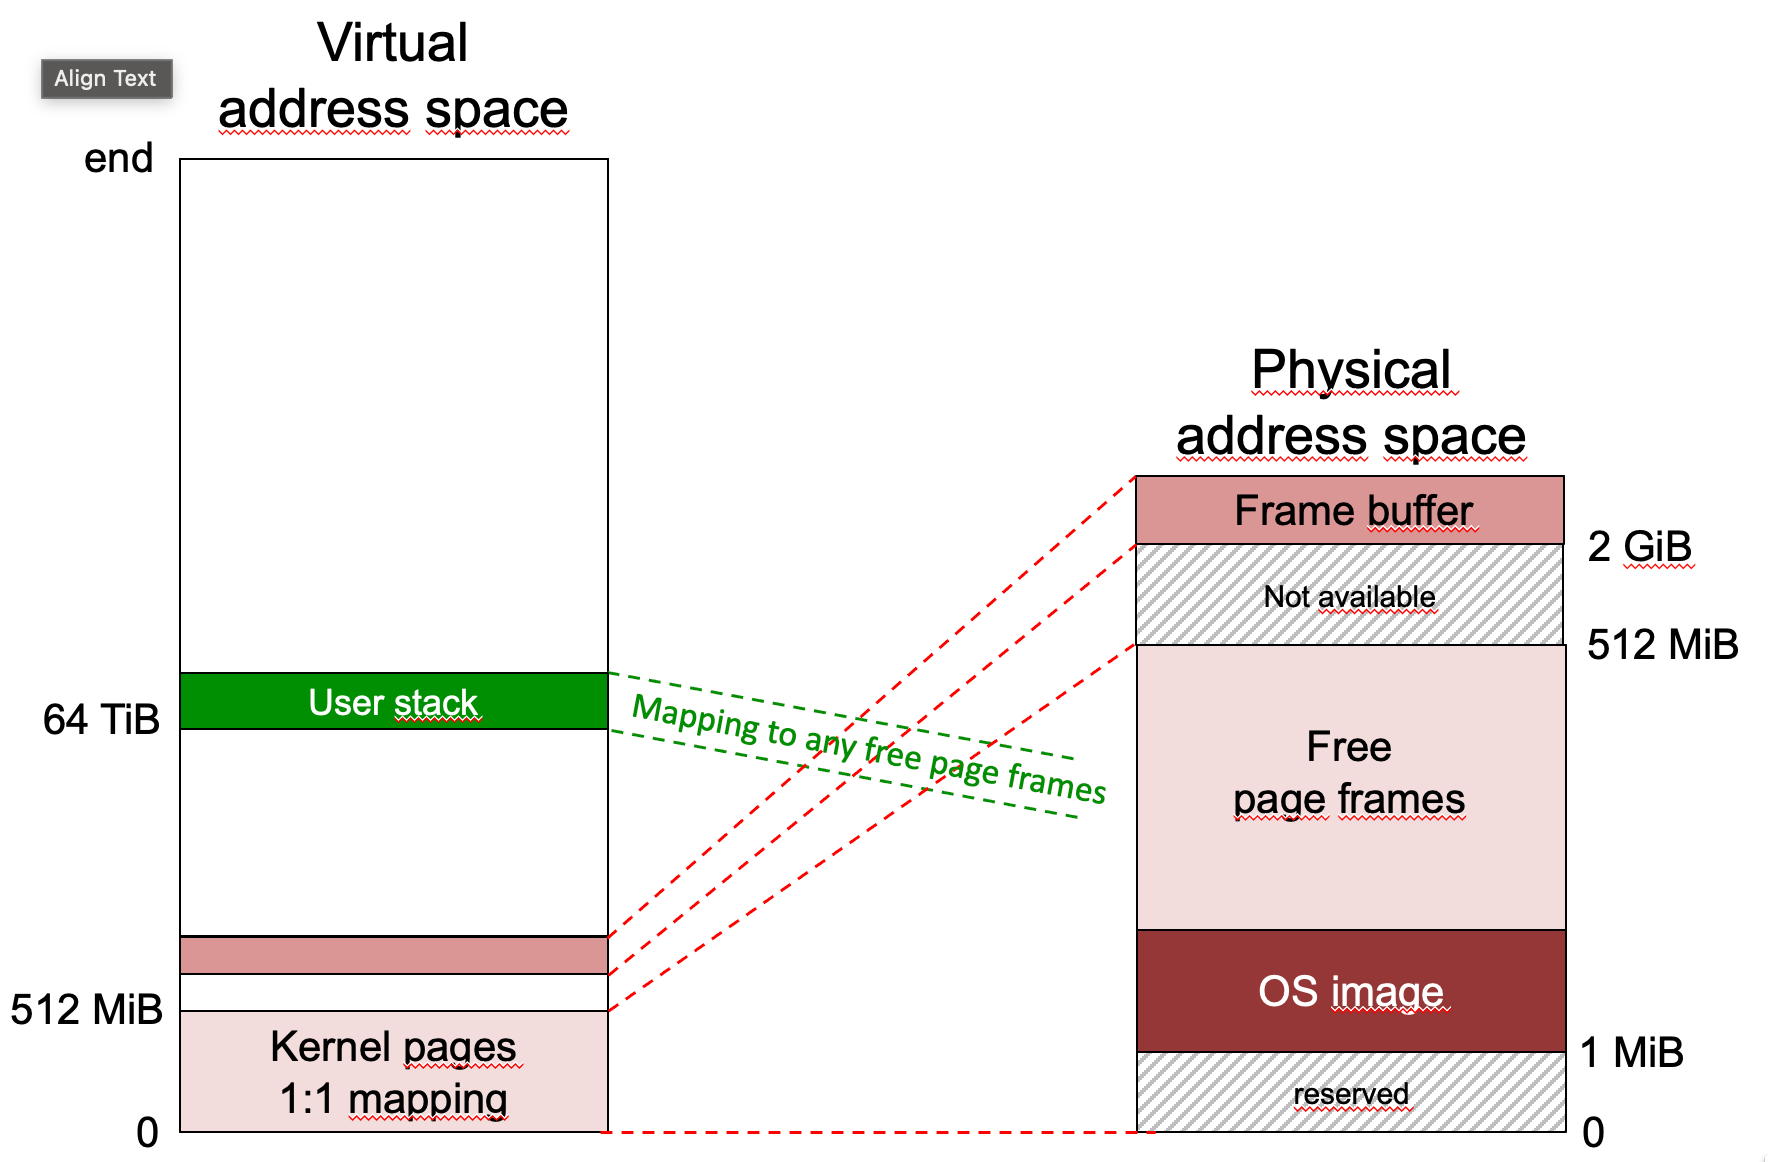 Virtual
address space
Align Text
end
Physical
address space
Frame buffer
2 GiB
Not available
512 MiB
User stack
64 TiB
Mapping to any free page frames
Free
page frames
OS image
512 MiB
Kernel pages
1:1 mapping
1 MiB
reserved
0
0